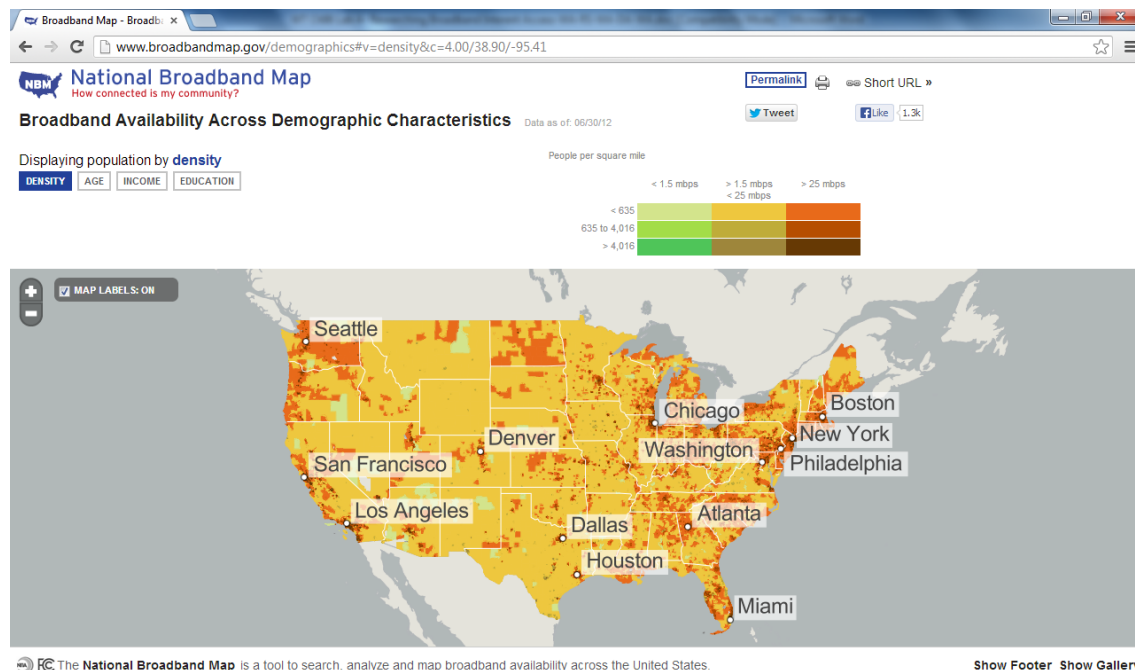 Broadband Map - Broadba
www.broadbandmap.gov/demographics#v=density&c=4.00/38.90/-95.41
NBM
National Broadband Map
How connected is my community?
Permalink
Short URL »
Broadband Availability Across Demographic Characteristics
Data as of: 06/30/12
Tweet
Like
1.3k
Displaying population by density
DENSITY AGE INCOME EDUCATION
People per square mile
< 1.5 mbps
> 1.5 mbps
< 25 mbps
> 25 mbps
< 635
635 to 4,016
> 4,016
MAP LABELS: ON
Seattle
Chicago
Boston
New York
Denver
Washington
Philadelphia
San Francisco
Los Angeles
Atlanta
Dallas
Houston
Miami
FC The National Broadband Map is a tool to search, analyze and map broadband availability across the United States.
Show Footer Show Gallery